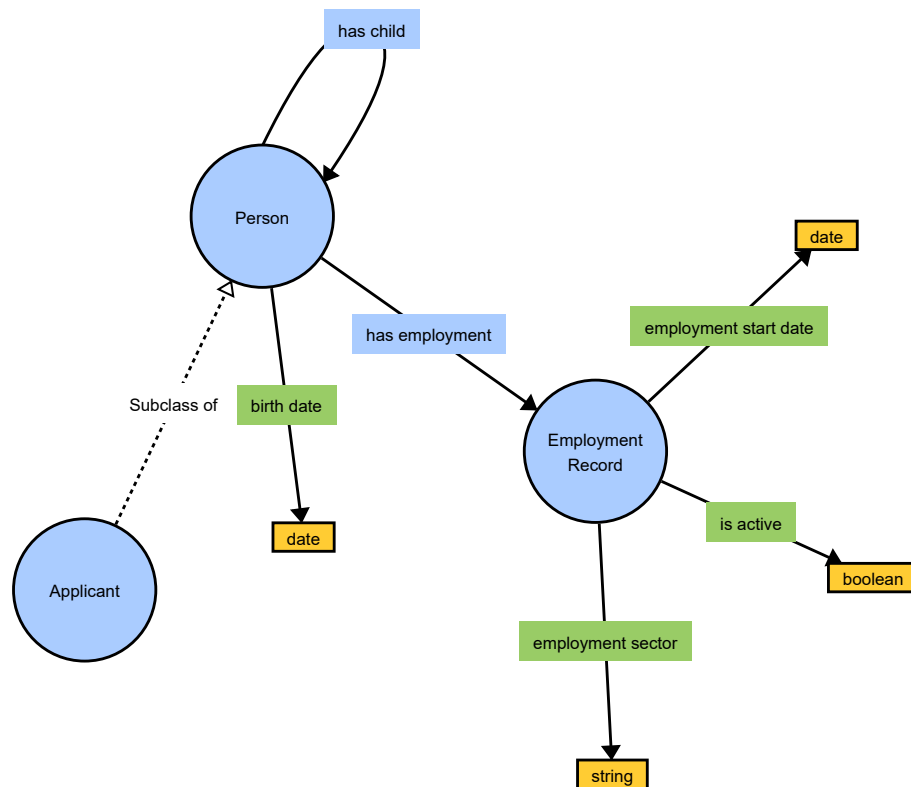 has child
Person
date
employment start date
has employment
Subclass of
birth date
Employment
Record
is active
date
boolean
Applicant
employment sector
string